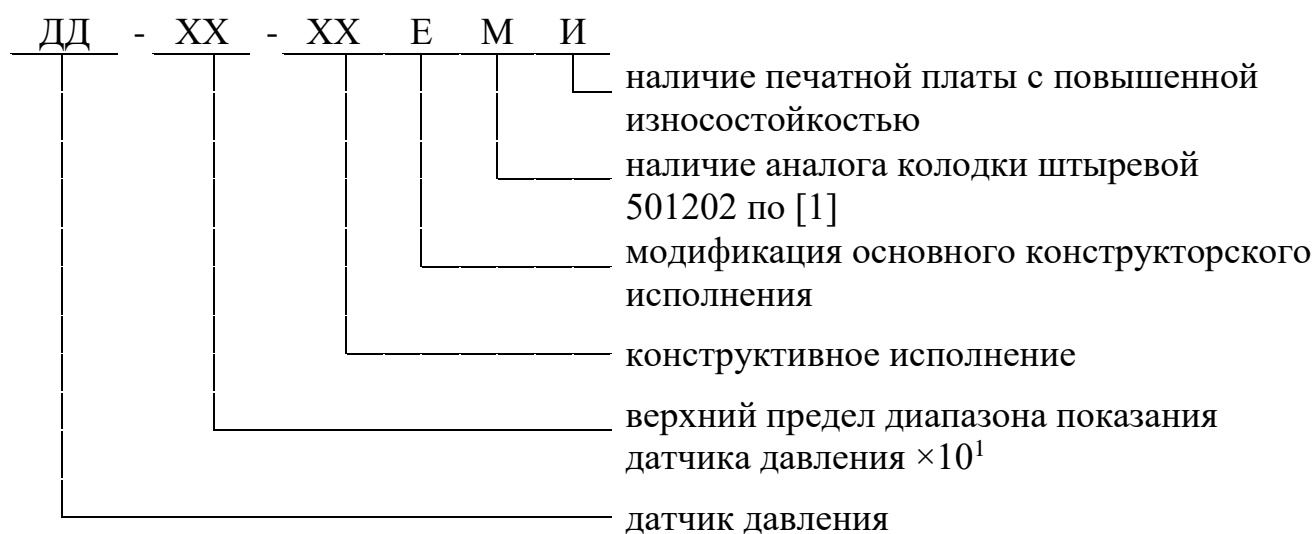 ДД - ХХ - ХХ Е М И
наличие печатной платы с повышенной
износостойкостью
наличие аналога колодки штыревой
501202 по [1]
модификация основного конструкторского
исполнения
конструктивное исполнение
верхний предел диапазона показания
датчика давления ×10¹
датчик давления